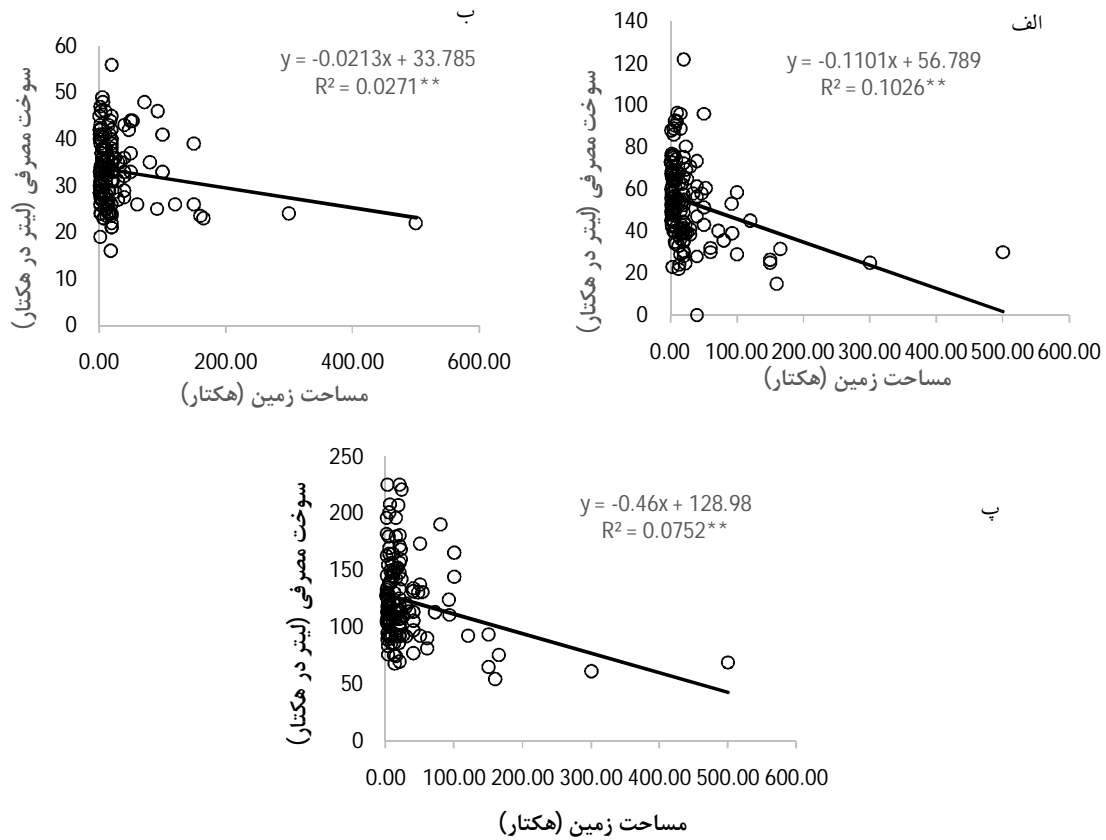 الف
y = -0.1101x + 56.789
R² = 0.1026**
140
120
100
80
60
40
20
0
0.00 100.00 200.00 300.00 400.00 500.00 600.00
سوخت مصرفی (لیتر در هکتار)
مساحت زمین (هکتار)
ب
y = -0.0213x + 33.785
R² = 0.0271**
60
50
40
30
20
10
0
0.00 200.00 400.00 600.00
سوخت مصرفی (لیتر در هکتار)
مساحت زمین (هکتار)
پ
y = -0.46x + 128.98
R² = 0.0752**
250
200
150
100
50
0
0.00 100.00 200.00 300.00 400.00 500.00 600.00
سوخت مصرفی (لیتر در هکتار)
مساحت زمین (هکتار)